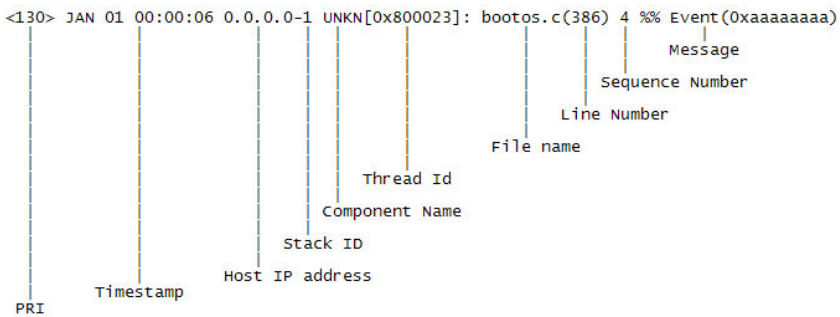 <130> JAN 01 00:00:06 0.0.0.0-1 UNKN[0x800023]: bootos.c(386) 4 %% Event(0xaaaaaaaa)
Message
Sequence Number
Line Number
File name
Thread Id
Component Name
Stack ID
Host IP address
Timestamp
PRI